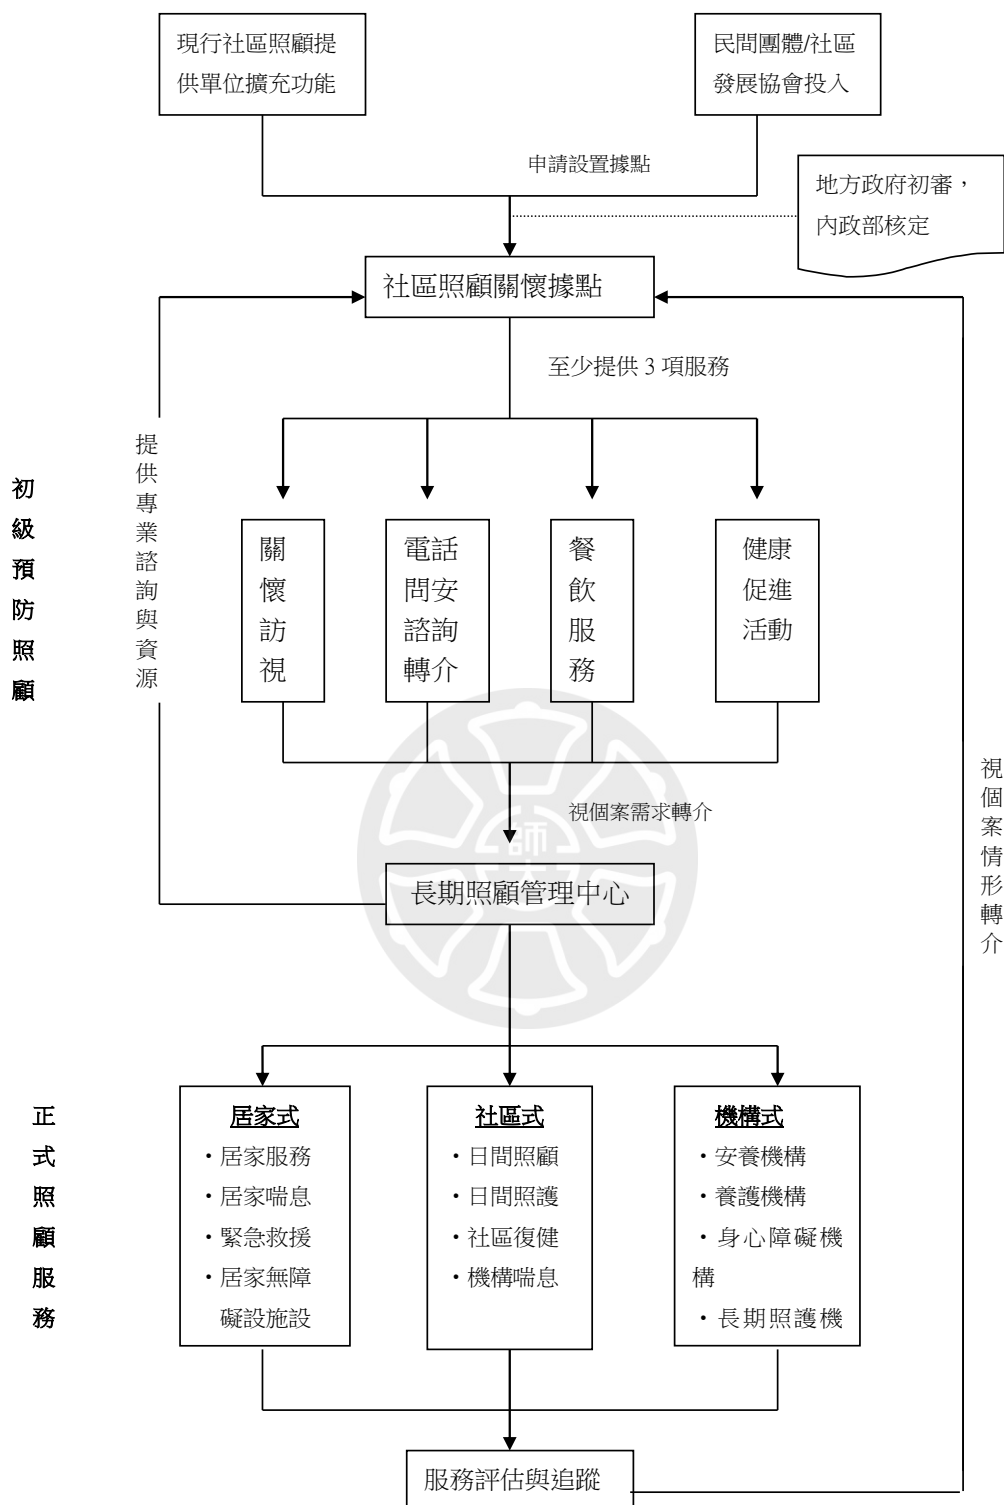 現行社區照顧提
供單位擴充功能
民間團體/社區
發展協會投入
申請設置據點
地方政府初審，
內政部核定
社區照顧關懷據點
至少提供 3 項服務
提供專業諮詢與資源
初級預防照顧
關懷訪視
電話
問安
諮詢
轉介
餐飲服務
健康
促進
活動
視個案需求轉介
視個案情形轉介
師大
長期照顧管理中心
正式照顧服務
居家式
・居家服務
・居家喘息
・緊急救援
・居家無障
礙設施設
社區式
・日間照顧
・日間照護
・社區復健
・機構喘息
機構式
・安養機構
・養護機構
・身心障礙機
構
・長期照護機
服務評估與追蹤